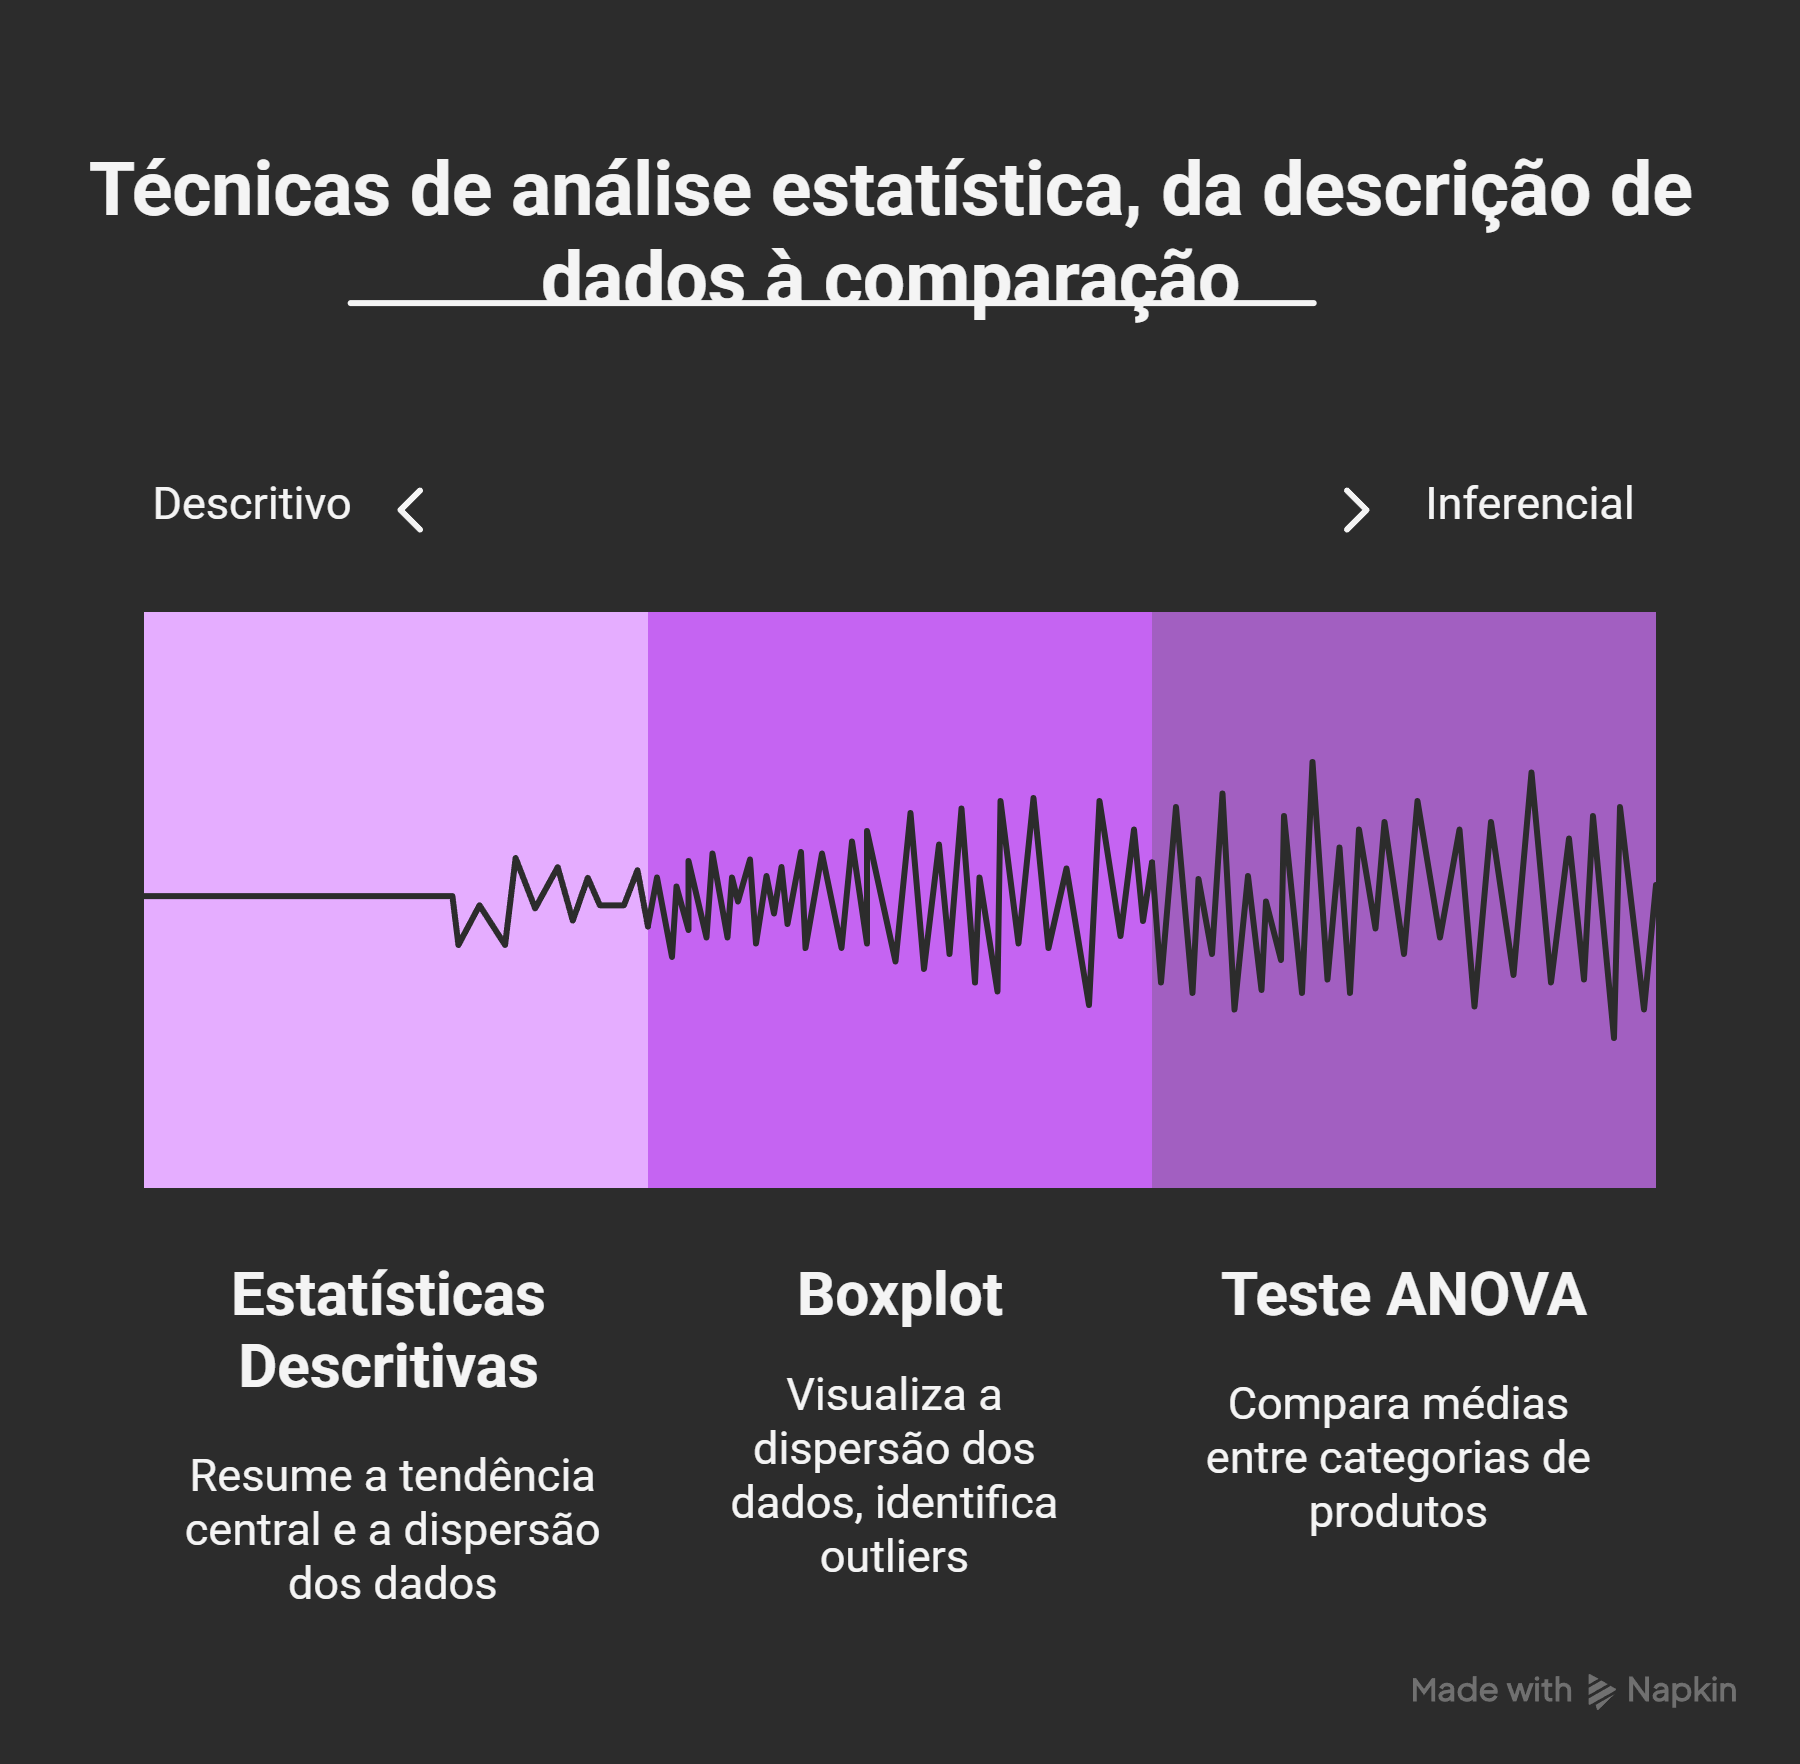 Técnicas de análise estatística, da descrição de
dados à comparação
Descritivo
Inferencial
Estatísticas
Descritivas
Resume a tendência
central e a dispersão
dos dados
Boxplot
Visualiza a
dispersão dos
dados, identifica
outliers
Teste ANOVA
Compara médias
entre categorias de
produtos
Made with Napkin